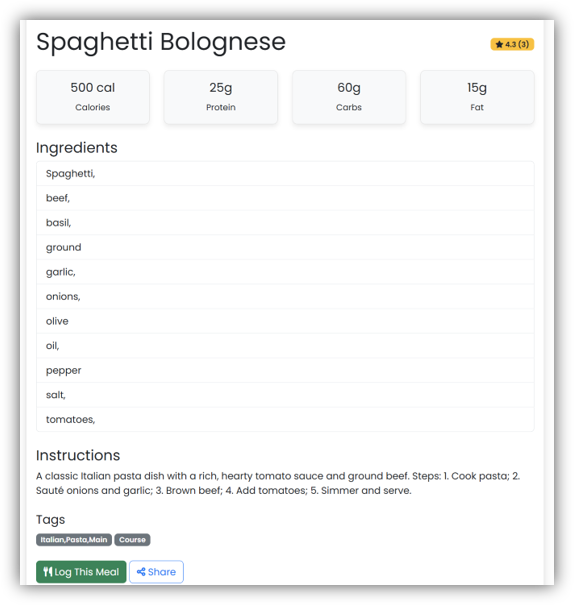 Spaghetti Bolognese
4.3 (3)
500 cal
Calories
25g
Protein
60g
Carbs
15g
Fat
Ingredients
Spaghetti,
beef,
basil,
ground
garlic,
onions,
olive
oil,
pepper
salt,
tomatoes,
Instructions
A classic Italian pasta dish with a rich, hearty tomato sauce and ground beef. Steps: 1. Cook pasta; 2.
Sauté onions and garlic; 3. Brown beef; 4. Add tomatoes; 5. Simmer and serve.
Tags
Italian,Pasta,Main Course
Log This Meal Share